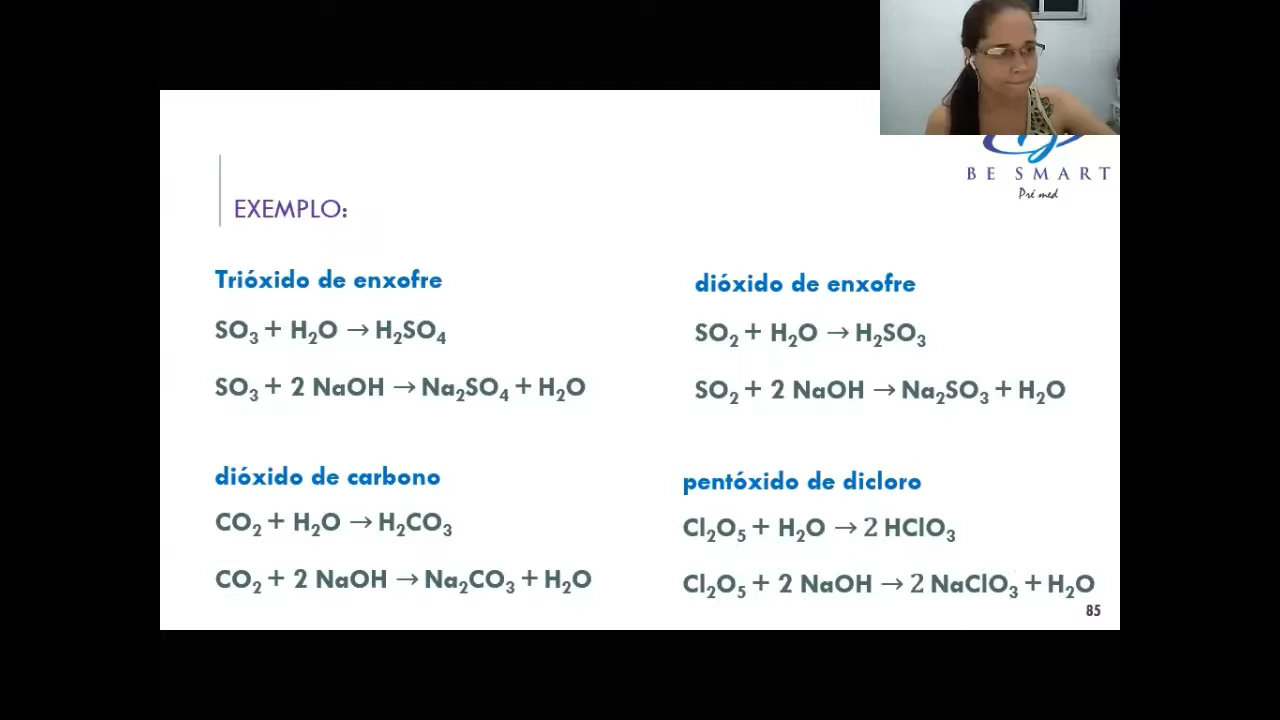 BE SMART
Pré med
EXEMPLO:
Trióxido de enxofre
SO₃ + H₂O → H₂SO₄
SO₃ + 2 NaOH → Na₂SO₄ + H₂O
dióxido de enxofre
SO₂ + H₂O → H₂SO₃
SO₂ + 2 NaOH → Na₂SO₃ + H₂O
dióxido de carbono
CO₂ + H₂O → H₂CO₃
CO₂ + 2 NaOH → Na₂CO₃ + H₂O
pentóxido de dicloro
Cl₂O₅ + H₂O → 2 HClO₃
Cl₂O₅ + 2 NaOH → 2 NaClO₃ + H₂O
85